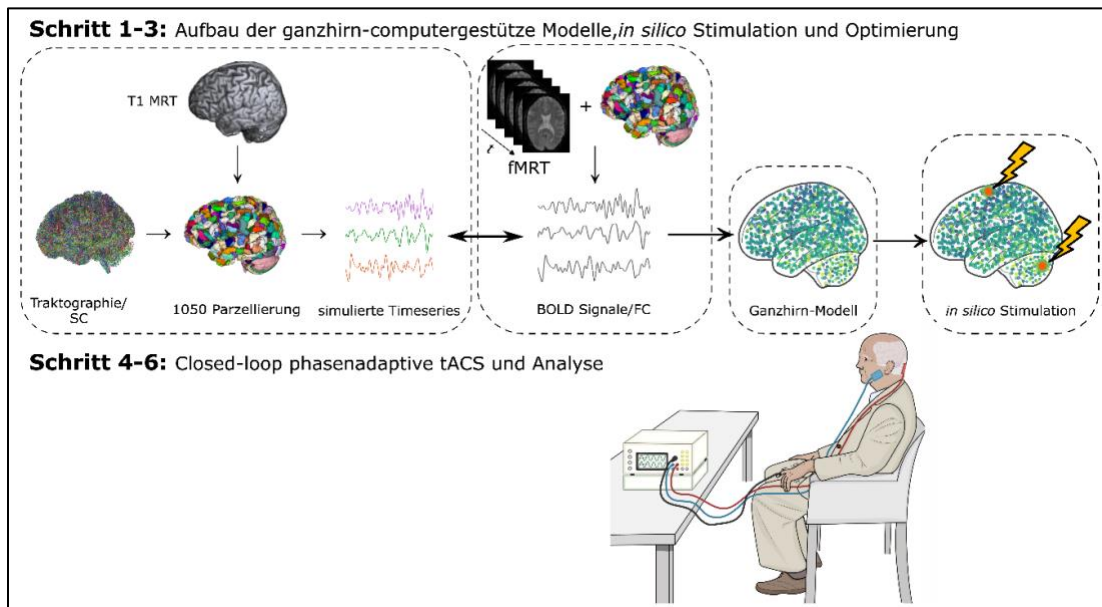 Schritt 1-3: Aufbau der ganzhirn-computergestütze Modelle,in silico Stimulation und Optimierung
T1 MRT
+
t
fMRT
Traktographie/
SC
1050 Parzellierung
simulierte Timeseries
BOLD Signale/FC
Ganzhirn-Modell
in silico Stimulation
Schritt 4-6: Closed-loop phasenadaptive tACS und Analyse